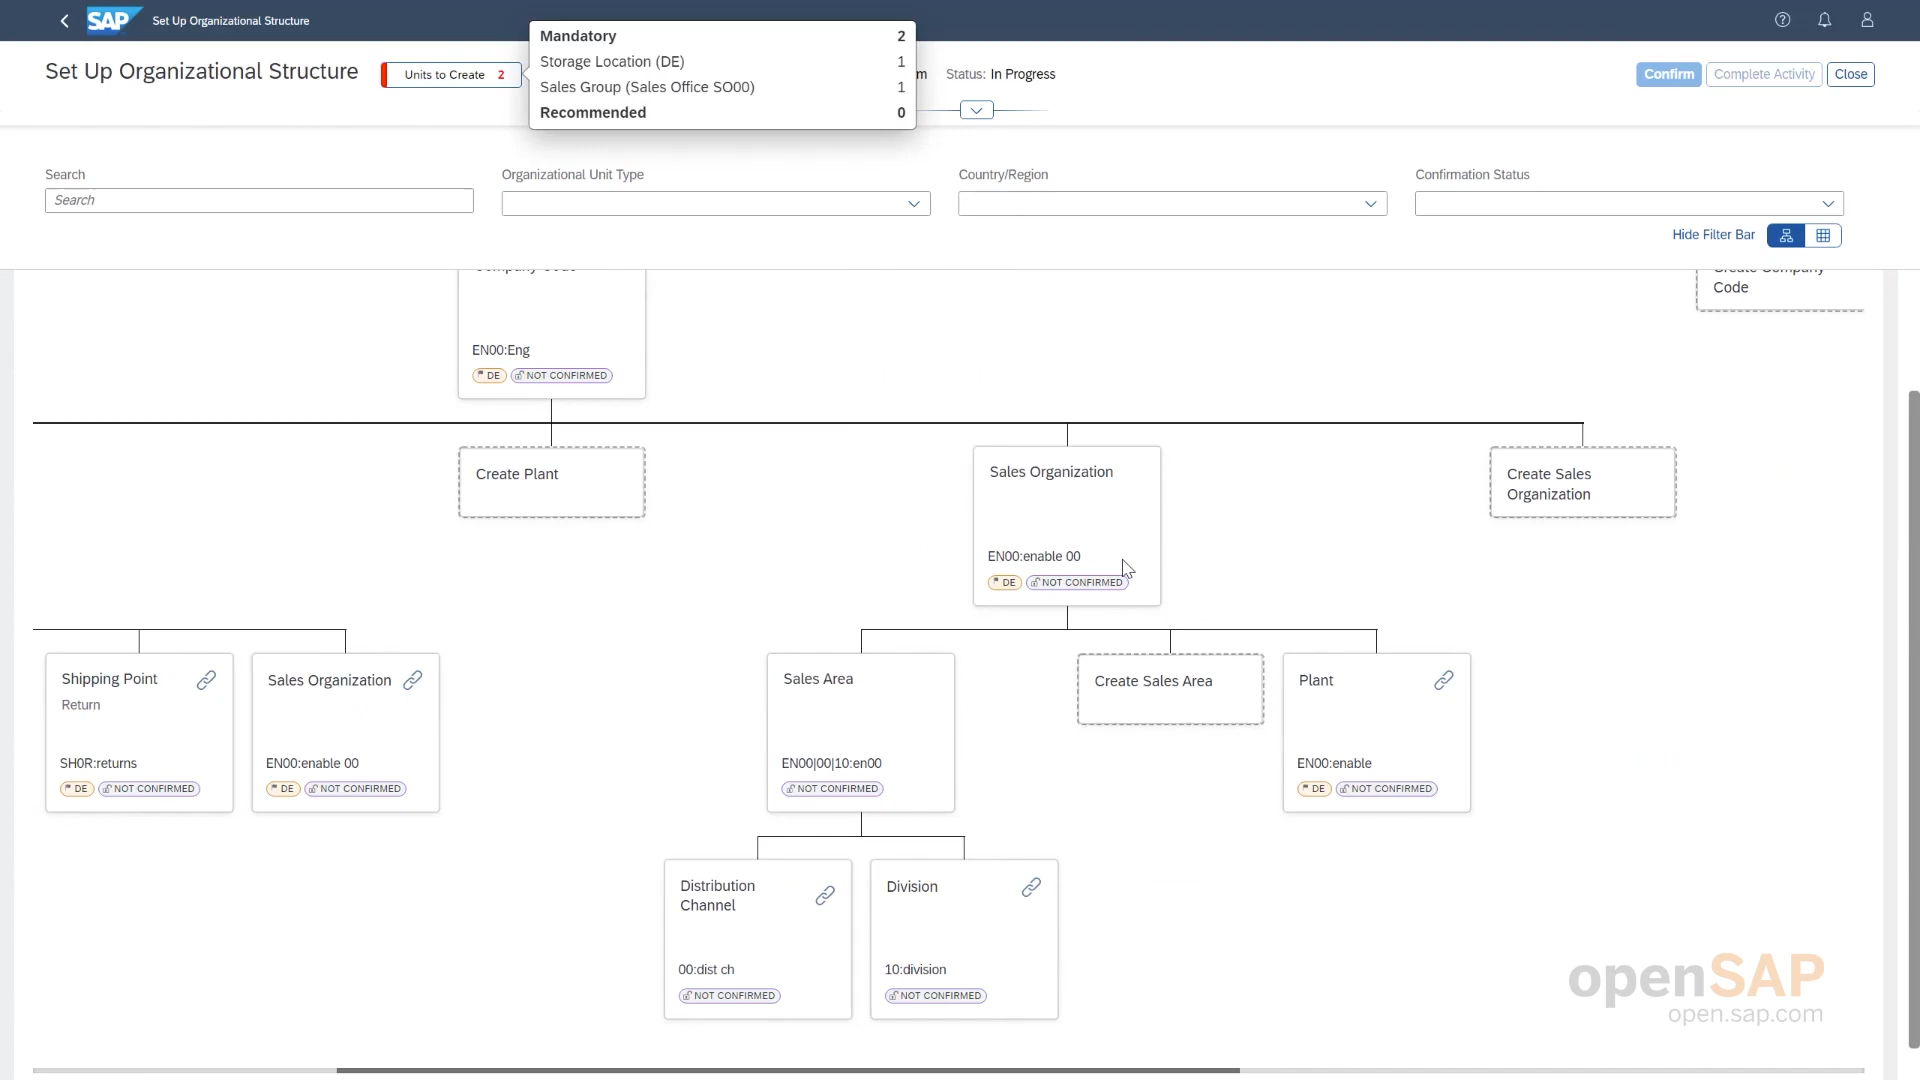 SAP Set Up Organizational Structure
Set Up Organizational Structure
Units to Create 2
Mandatory 2
Storage Location (DE) 1
Sales Group (Sales Office SO00) 1
Recommended 0
m Status: In Progress
Confirm Complete Activity Close
Search Organizational Unit Type Country/Region Confirmation Status
Search
Hide Filter Bar
Company Code
Create Company
Code
EN00:Eng
DE NOT CONFIRMED
Create Plant
Sales Organization
EN00:enable 00
DE NOT CONFIRMED
Create Sales
Organization
Shipping Point
Return
SH0R:returns
DE NOT CONFIRMED
Sales Organization
EN00:enable 00
DE NOT CONFIRMED
Sales Area
EN00|00|10:en00
NOT CONFIRMED
Create Sales Area
Plant
EN00:enable
DE NOT CONFIRMED
Distribution
Channel
00:dist ch
NOT CONFIRMED
Division
10:division
NOT CONFIRMED
openSAP
open.sap.com